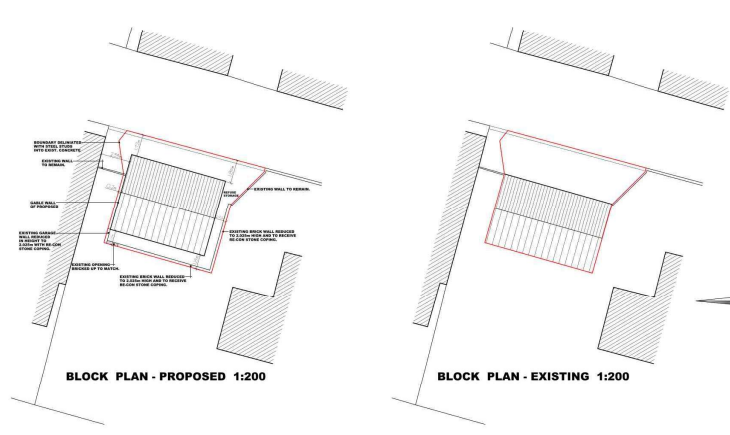 BOUNDARY DELINIATED
WITH STEEL STUDS
INTO EXIST. CONCRETE
EXISTING WALL
TO REMAIN.
GABLE WALL
OF PROPOSED
EXISTING GARAGE
WALL REDUCED
IN HEIGHT TO
2.025m WITH RE-CON
STONE COPING.
EXISTING OPENING
BRICKED UP TO MATCH.
EXISTING BRICK WALL REDUCED
TO 2.025m HIGH AND TO RECEIVE
RE-CON STONE COPING.
REFUSE
STORAGE
EXISTING WALL TO REMAIN.
EXISTING BRICK WALL REDUCED
TO 2.025m HIGH AND TO RECEIVE
RE-CON STONE COPING.
BLOCK PLAN - PROPOSED 1:200
BLOCK PLAN - EXISTING 1:200